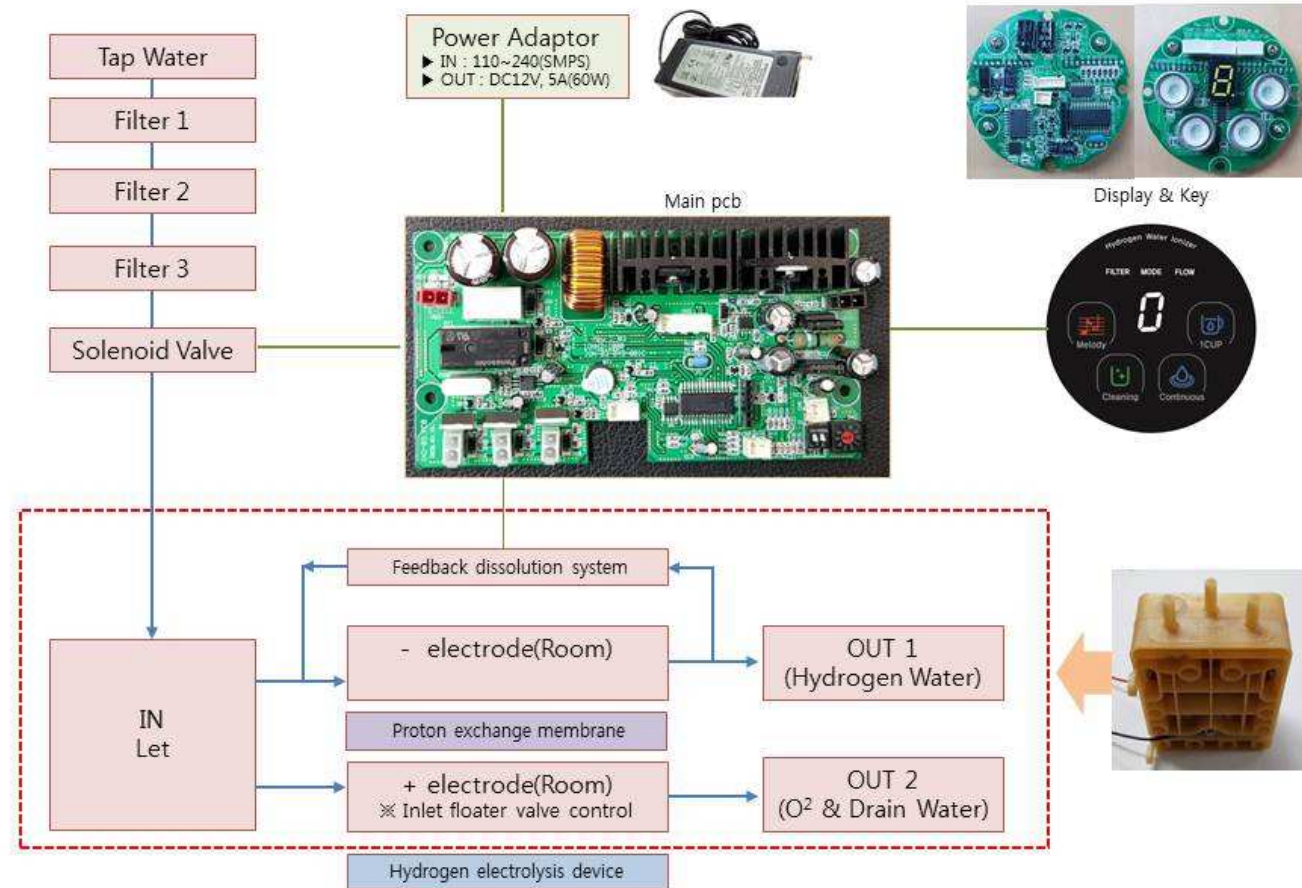 Tap Water
Filter 1
Filter 2
Filter 3
Solenoid Valve
Power Adaptor
▶ IN : 110~240(SMPS)
▶ OUT : DC12V, 5A(60W)
Main pcb
Display & Key
Hydrogen Water Ionizer
FILTER MODE FLOW
0
Melody
1CUP
Cleaning
Continuous
Feedback dissolution system
- electrode(Room)
OUT 1
(Hydrogen Water)
IN
Let
Proton exchange membrane
+ electrode(Room)
※ Inlet floater valve control
OUT 2
(O² & Drain Water)
Hydrogen electrolysis device